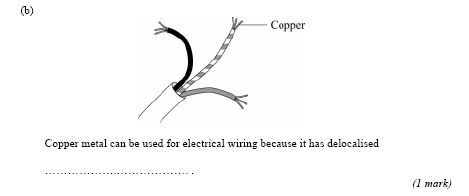 (b)
Copper
Copper metal can be used for electrical wiring because it has delocalised
………………………………… .
(1 mark)